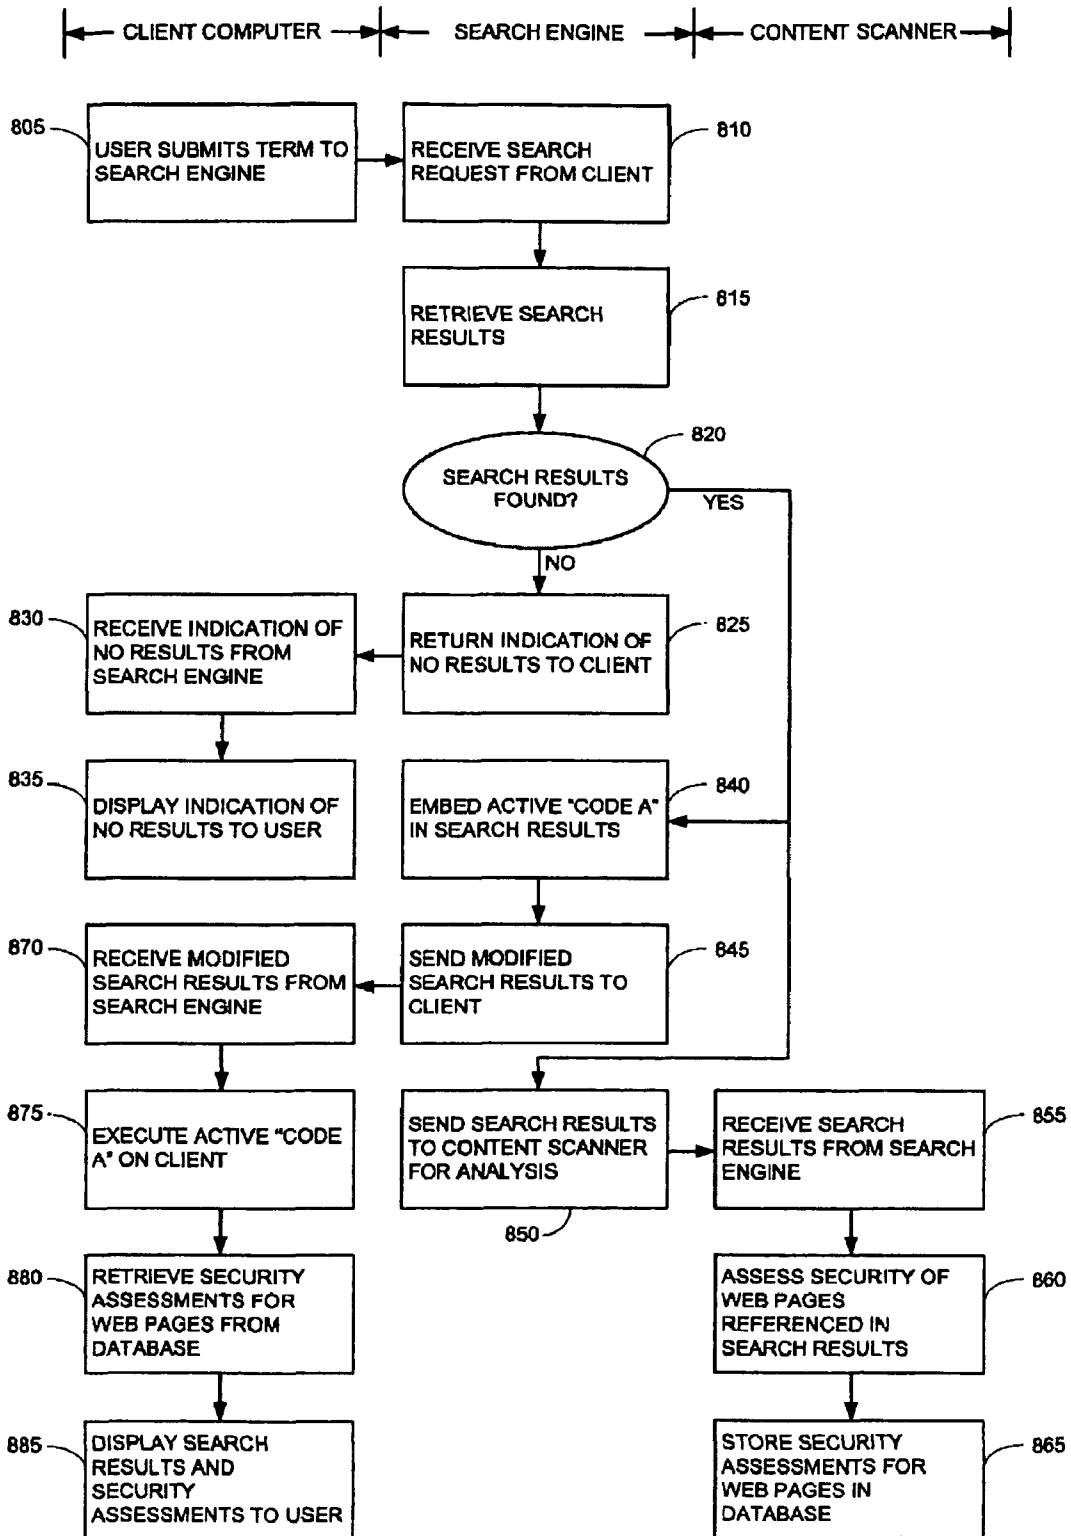 CLIENT COMPUTER
SEARCH ENGINE
CONTENT SCANNER
805
USER SUBMITS TERM TO
SEARCH ENGINE
RECEIVE SEARCH
REQUEST FROM CLIENT
810
RETRIEVE SEARCH
RESULTS
815
SEARCH RESULTS
FOUND?
820
YES
NO
830
RECEIVE INDICATION OF
NO RESULTS FROM
SEARCH ENGINE
RETURN INDICATION OF
NO RESULTS TO CLIENT
825
835
DISPLAY INDICATION OF
NO RESULTS TO USER
EMBED ACTIVE "CODE A"
IN SEARCH RESULTS
840
870
RECEIVE MODIFIED
SEARCH RESULTS FROM
SEARCH ENGINE
SEND MODIFIED
SEARCH RESULTS TO
CLIENT
845
875
EXECUTE ACTIVE "CODE
A" ON CLIENT
SEND SEARCH RESULTS
TO CONTENT SCANNER
FOR ANALYSIS
850
RECEIVE SEARCH
RESULTS FROM SEARCH
ENGINE
855
880
RETRIEVE SECURITY
ASSESSMENTS FOR
WEB PAGES FROM
DATABASE
ASSESS SECURITY OF
WEB PAGES
REFERENCED IN
SEARCH RESULTS
860
885
DISPLAY SEARCH
RESULTS AND
SECURITY
ASSESSMENTS TO USER
STORE SECURITY
ASSESSMENTS FOR
WEB PAGES IN
DATABASE
865